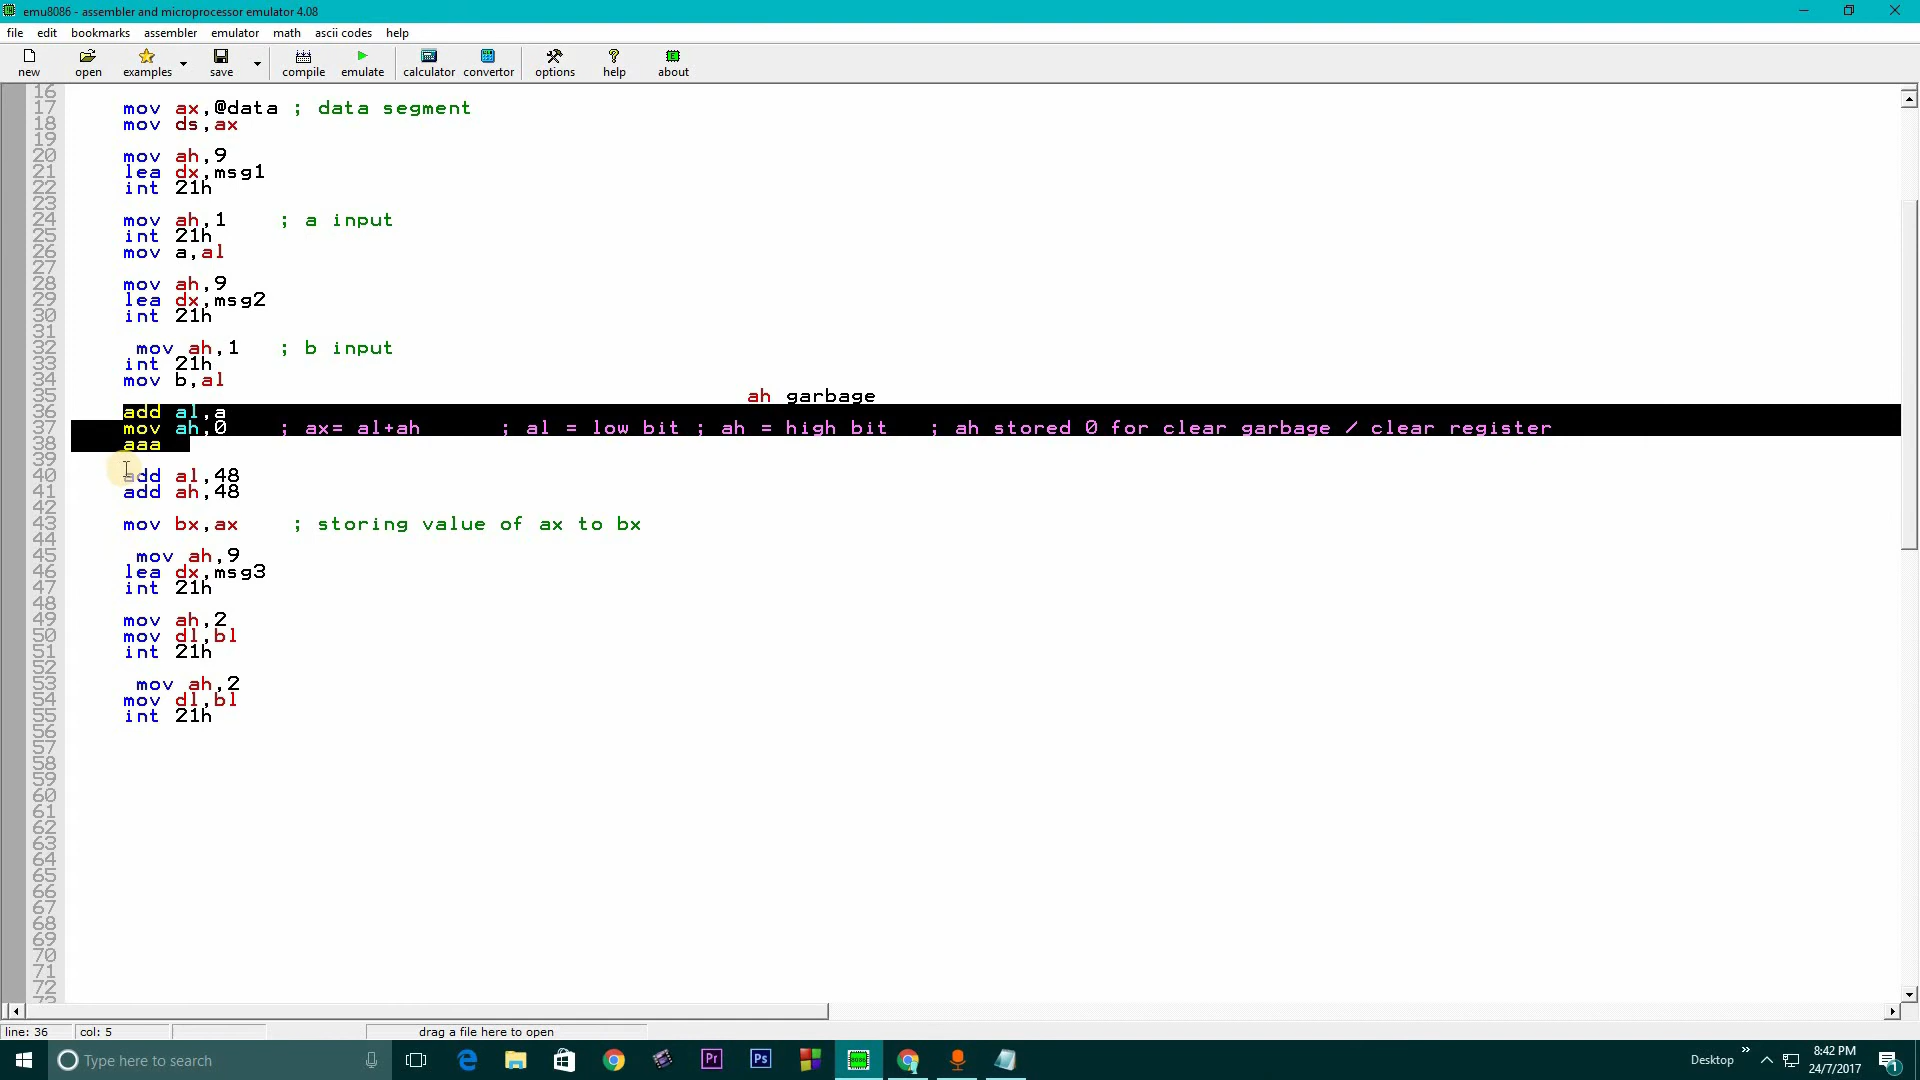 emu8086 - assembler and microprocessor emulator 4.08
file edit bookmarks assembler emulator math ascii codes help
new open examples save compile emulate calculator convertor options help about
16
17 mov ax,@data ; data segment
18 mov ds,ax
19
20 mov ah,9
21 lea dx,msg1
22 int 21h
23
24 mov ah,1 ; a input
25 int 21h
26 mov a,al
27
28 mov ah,9
29 lea dx,msg2
30 int 21h
31
32 mov ah,1 ; b input
33 int 21h
34 mov b,al
35 ah garbage
36 add al,a
37 mov ah,0 ; ax= al+ah ; al = low bit ; ah = high bit ; ah stored 0 for clear garbage / clear register
38 aaa
39
40 add al,48
41 add ah,48
42
43 mov bx,ax ; storing value of ax to bx
44
45 mov ah,9
46 lea dx,msg3
47 int 21h
48
49 mov ah,2
50 mov dl,bl
51 int 21h
52
53 mov ah,2
54 mov dl,bl
55 int 21h
56
57
58
59
60
61
62
63
64
65
66
67
68
69
70
71
72
73
line: 36 col: 5 drag a file here to open
Type here to search Pr Ps 8086 Desktop 8:42 PM
24/7/2017 1